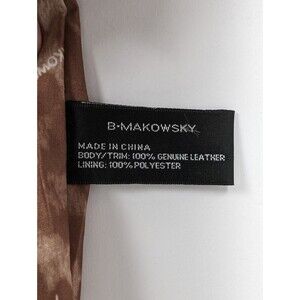 B·MAKOWSKY
MADE IN CHINA
BODY/TRIM: 100% GENUINE LEATHER
LINING: 100% POLYESTER